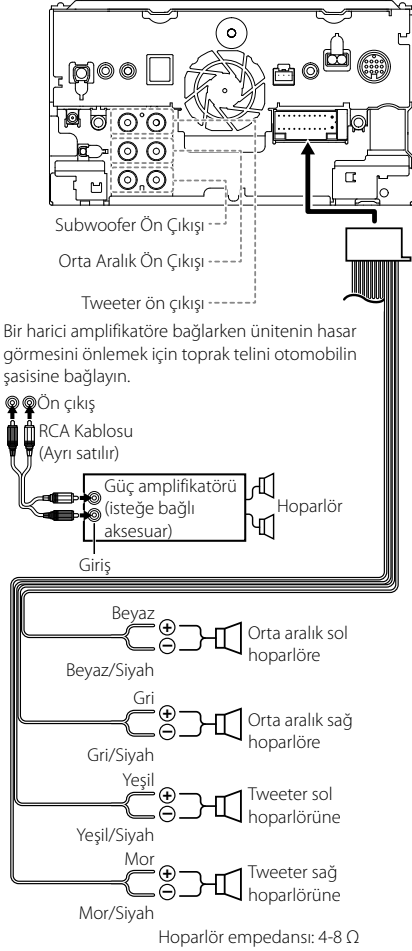 Subwoofer Ön Çıkışı
Orta Aralık Ön Çıkışı
Tweeter ön çıkışı
Bir harici amplifikatöre bağlarken ünitenin hasar
görmesini önlemek için toprak telini otomobilin
şasisine bağlayın.
Ön çıkış
RCA Kablosu
(Ayrı satılır)
Güç amplifikatörü
(isteğe bağlı
aksesuar)
Hoparlör
Giriş
Beyaz
Beyaz/Siyah
Orta aralık sol
hoparlöre
Gri
Gri/Siyah
Orta aralık sağ
hoparlöre
Yeşil
Yeşil/Siyah
Tweeter sol
hoparlörüne
Mor
Mor/Siyah
Tweeter sağ
hoparlörüne
Hoparlör empedansı: 4-8 Ω